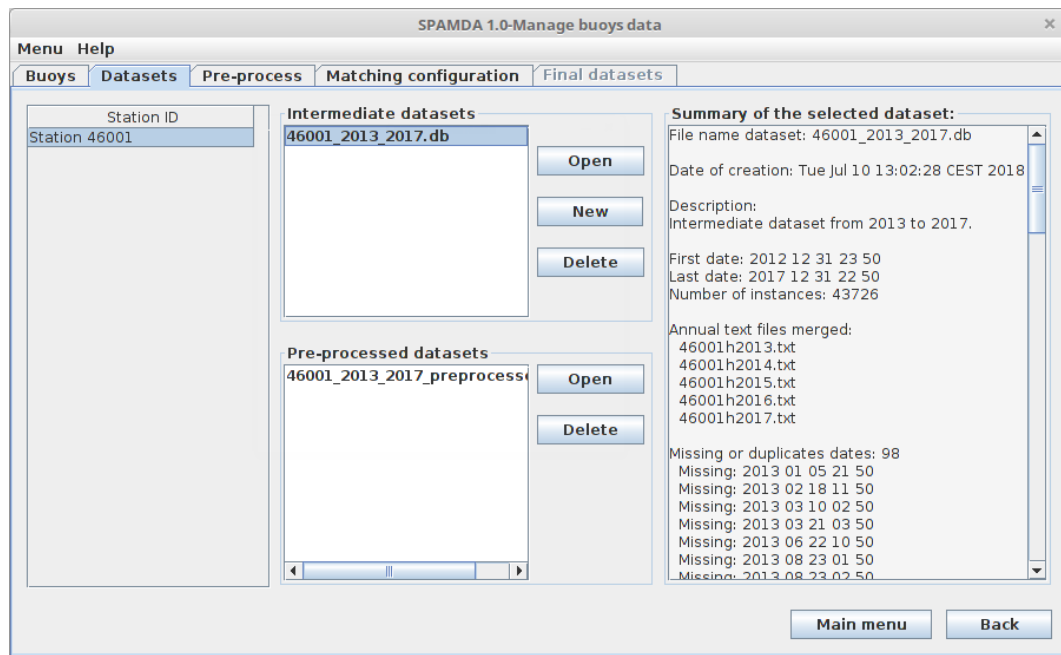 SPAMDA 1.0-Manage buoys data ×
Menu Help
Buoys Datasets Pre-process Matching configuration Final datasets
Station ID
Station 46001
Intermediate datasets
46001_2013_2017.db
Open
New
Delete
Pre-processed datasets
46001_2013_2017_preprocesse
Open
Delete
Summary of the selected dataset:
File name dataset: 46001_2013_2017.db
Date of creation: Tue Jul 10 13:02:28 CEST 2018
Description:
Intermediate dataset from 2013 to 2017.
First date: 2012 12 31 23 50
Last date: 2017 12 31 22 50
Number of instances: 43726
Annual text files merged:
46001h2013.txt
46001h2014.txt
46001h2015.txt
46001h2016.txt
46001h2017.txt
Missing or duplicates dates: 98
Missing: 2013 01 05 21 50
Missing: 2013 02 18 11 50
Missing: 2013 03 10 02 50
Missing: 2013 03 21 03 50
Missing: 2013 06 22 10 50
Missing: 2013 08 23 01 50
Missing: 2013 08 23 02 50
Main menu Back